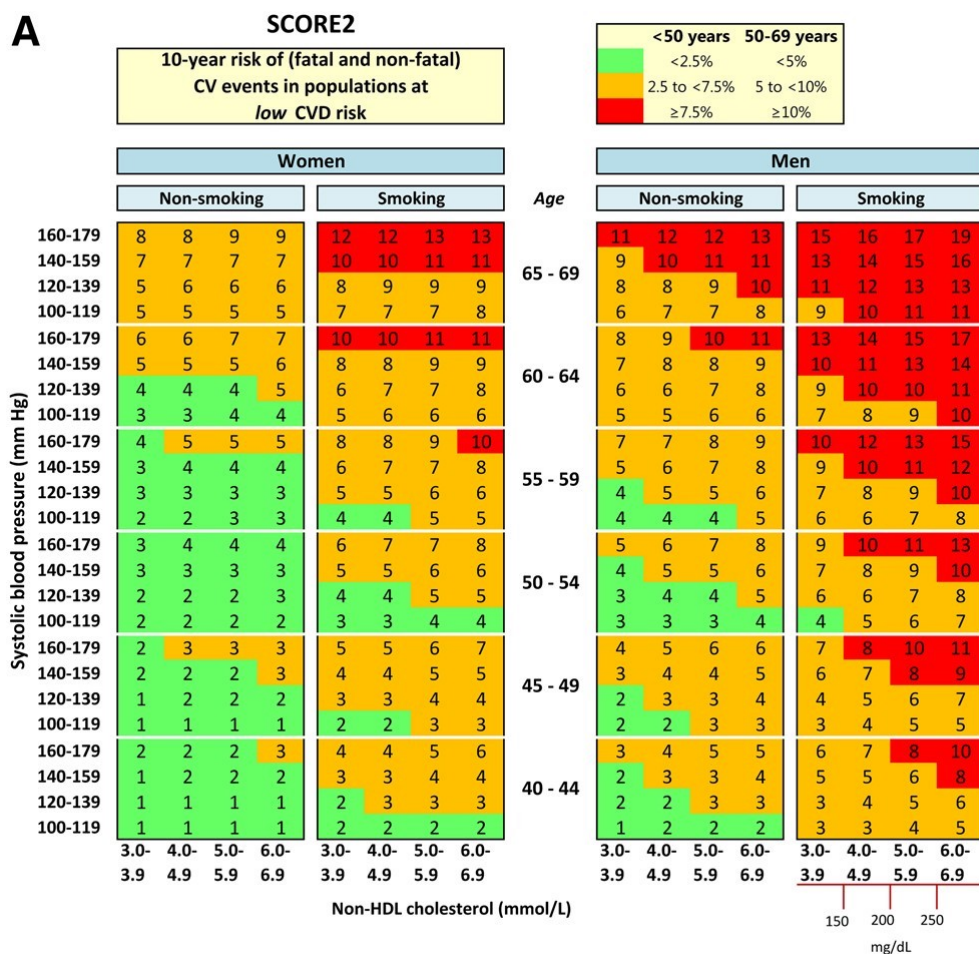 A
SCORE2
10-year risk of (fatal and non-fatal)
CV events in populations at
low CVD risk
<50 years 50-69 years
<2.5% <5%
2.5 to <7.5% 5 to <10%
≥7.5% ≥10%
Women Men
Non-smoking Smoking Age Non-smoking Smoking
Systolic blood pressure (mm Hg)
160-179 8 8 9 9 12 12 13 13 11 12 12 13 15 16 17 19
140-159 7 7 7 7 10 10 11 11 9 10 11 11 13 14 15 16
65 - 69
120-139 5 6 6 6 8 9 9 9 8 8 9 10 11 12 13 13
100-119 5 5 5 5 7 7 7 8 6 7 7 8 9 10 11 11
160-179 6 6 7 7 10 10 11 11 8 9 10 11 13 14 15 17
140-159 5 5 5 6 8 8 9 9 7 8 8 9 10 11 13 14
60 - 64
120-139 4 4 4 5 6 7 7 8 6 6 7 8 9 10 10 11
100-119 3 3 4 4 5 6 6 6 5 5 6 6 7 8 9 10
160-179 4 5 5 5 8 8 9 10 7 7 8 9 10 12 13 15
140-159 3 4 4 4 6 7 7 8 5 6 7 8 9 10 11 12
55 - 59
120-139 3 3 3 3 5 5 6 6 4 5 5 6 7 8 9 10
100-119 2 2 3 3 4 4 5 5 4 4 4 5 6 6 7 8
160-179 3 4 4 4 6 7 7 8 5 6 7 8 9 10 11 13
140-159 3 3 3 3 5 5 6 6 4 5 5 6 7 8 9 10
50 - 54
120-139 2 2 2 3 4 4 5 5 3 4 4 5 6 6 7 8
100-119 2 2 2 2 3 3 4 4 3 3 3 4 4 5 6 7
160-179 2 3 3 3 5 5 6 7 4 5 6 6 7 8 10 11
140-159 2 2 2 3 4 4 5 5 3 4 4 5 6 7 8 9
45 - 49
120-139 1 2 2 2 3 3 4 4 2 3 3 4 4 5 6 7
100-119 1 1 1 1 2 2 3 3 2 2 3 3 3 4 5 5
160-179 2 2 2 3 4 4 5 6 3 4 5 5 6 7 8 10
140-159 1 2 2 2 3 3 4 4 2 3 3 4 5 5 6 8
40 - 44
120-139 1 1 1 1 2 3 3 3 2 2 3 3 3 4 5 6
100-119 1 1 1 1 2 2 2 2 1 2 2 2 3 3 4 5
3.0- 4.0- 5.0- 6.0- 3.0- 4.0- 5.0- 6.0- 3.0- 4.0- 5.0- 6.0- 3.0- 4.0- 5.0- 6.0-
3.9 4.9 5.9 6.9 3.9 4.9 5.9 6.9 3.9 4.9 5.9 6.9 3.9 4.9 5.9 6.9
Non-HDL cholesterol (mmol/L)
150 200 250
mg/dL